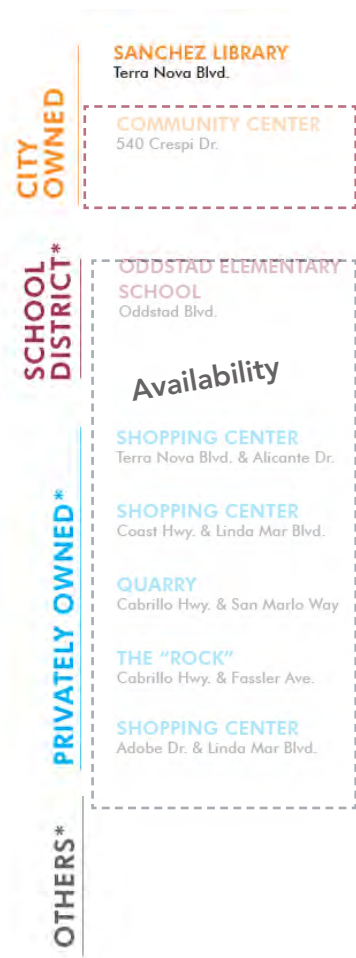 CITY
OWNED
SANCHEZ LIBRARY
Terra Nova Blvd.
COMMUNITY CENTER
540 Crespi Dr.
SCHOOL
DISTRICT*
ODDSTAD ELEMENTARY
SCHOOL
Oddstad Blvd.
Availability
PRIVATELY OWNED*
SHOPPING CENTER
Terra Nova Blvd. & Alicante Dr.
SHOPPING CENTER
Coast Hwy. & Linda Mar Blvd.
QUARRY
Cabrillo Hwy. & San Marlo Way
THE “ROCK”
Cabrillo Hwy. & Fassler Ave.
SHOPPING CENTER
Adobe Dr. & Linda Mar Blvd.
OTHERS*